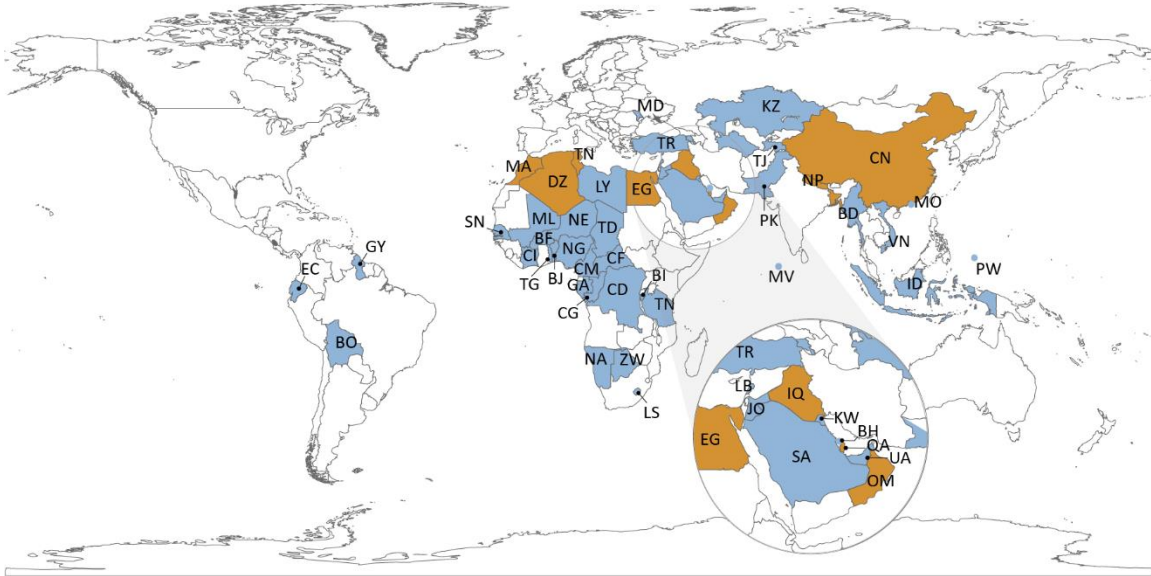 MD
KZ
TR
TJ
CN
MA
TN
DZ
LY
EG
NP
MO
PK
BD
VN
SN
ML
NE
TD
BF
CI
NG
CF
CM
TG
BJ
GA
CD
BI
CG
TN
GY
EC
BO
MV
PW
ID
NA
ZW
LS
TR
LB
IQ
JO
KW
BH
QA
UA
EG
SA
OM